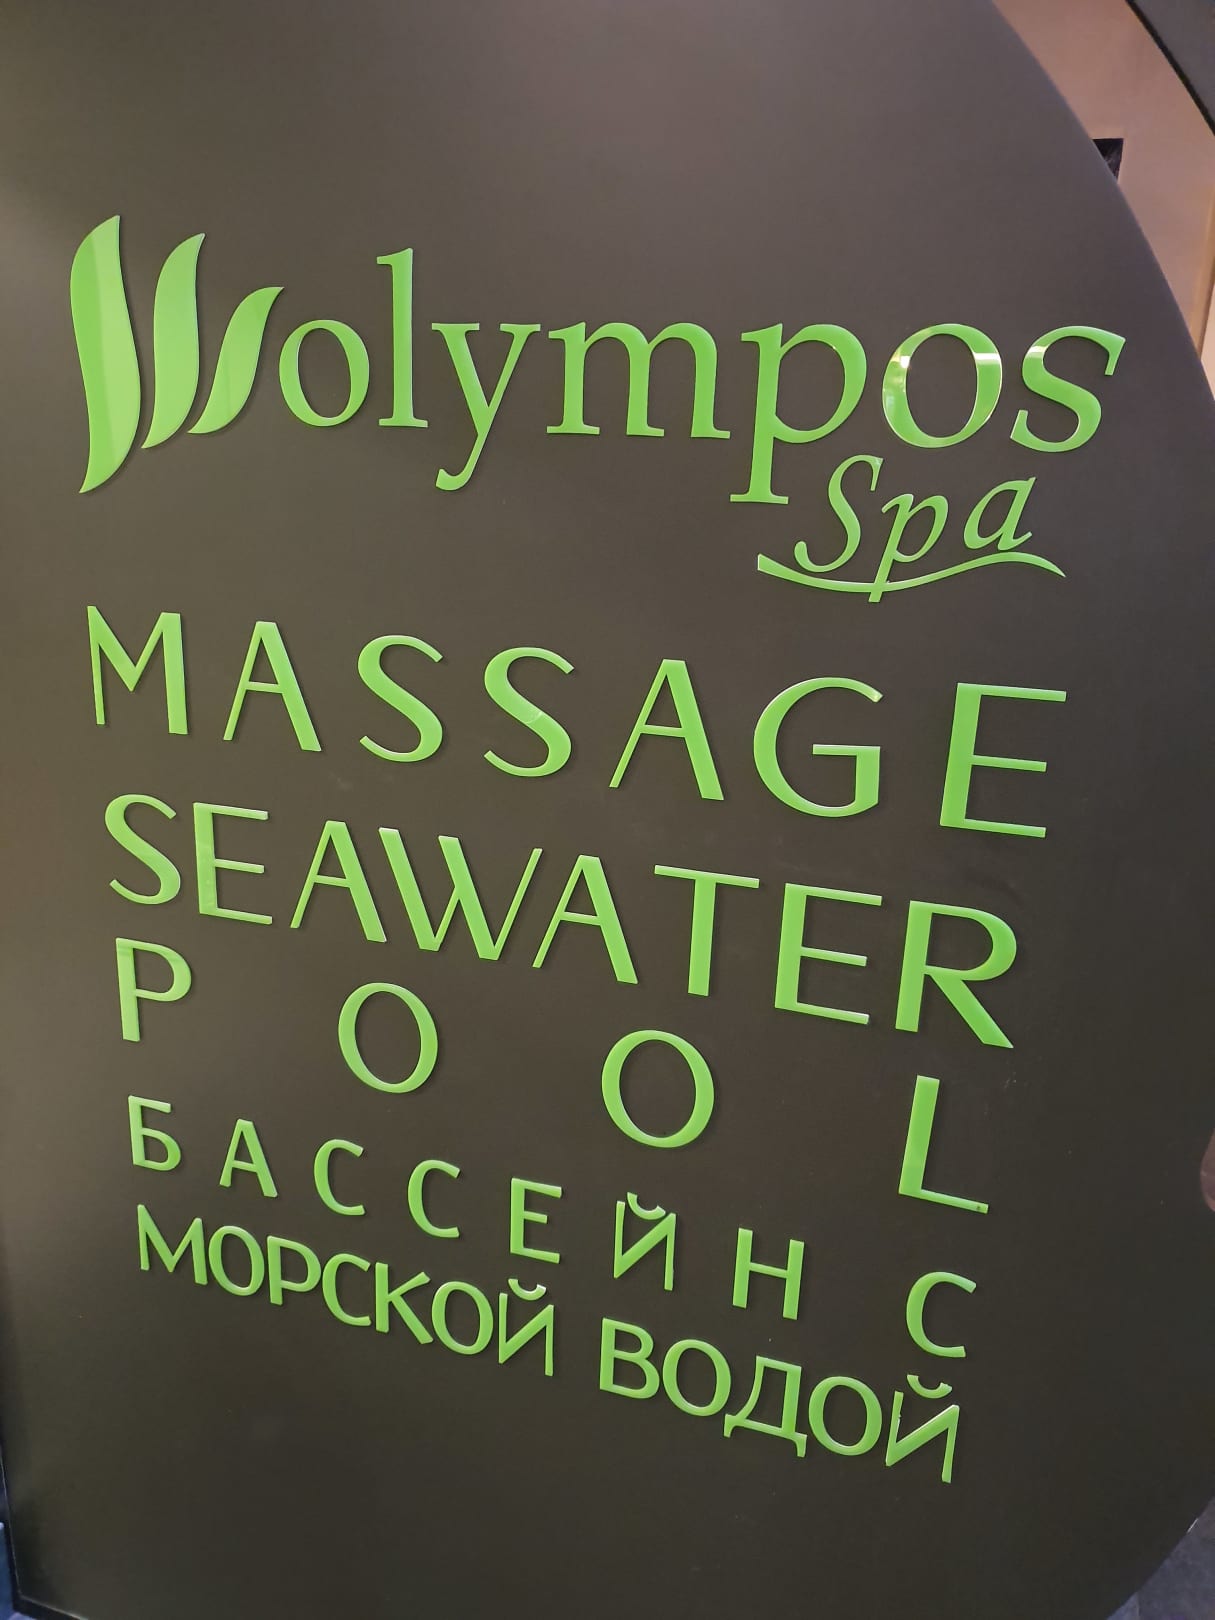 olympos
Spa
MASSAGE
SEAWATER
POOL
БАССЕЙН С
МОРСКОЙ ВОДОЙ